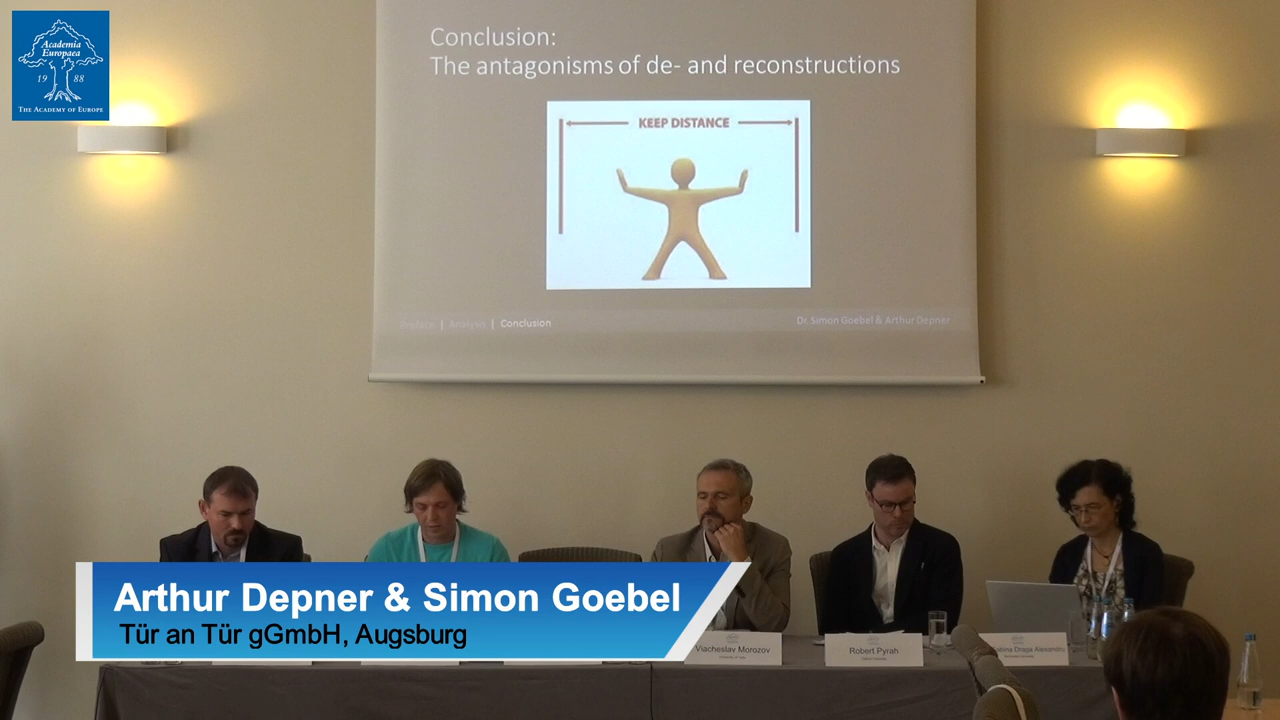 Academia
Europaea
19 88
THE ACADEMY OF EUROPE
Conclusion:
The antagonisms of de- and reconstructions
KEEP DISTANCE
Preface | Analysis | Conclusion
Dr. Simon Goebel & Arthur Depner
Arthur Depner & Simon Goebel
Tür an Tür gGmbH, Augsburg
Viacheslav Morozov
Robert Pyrah
Draga Alexandru